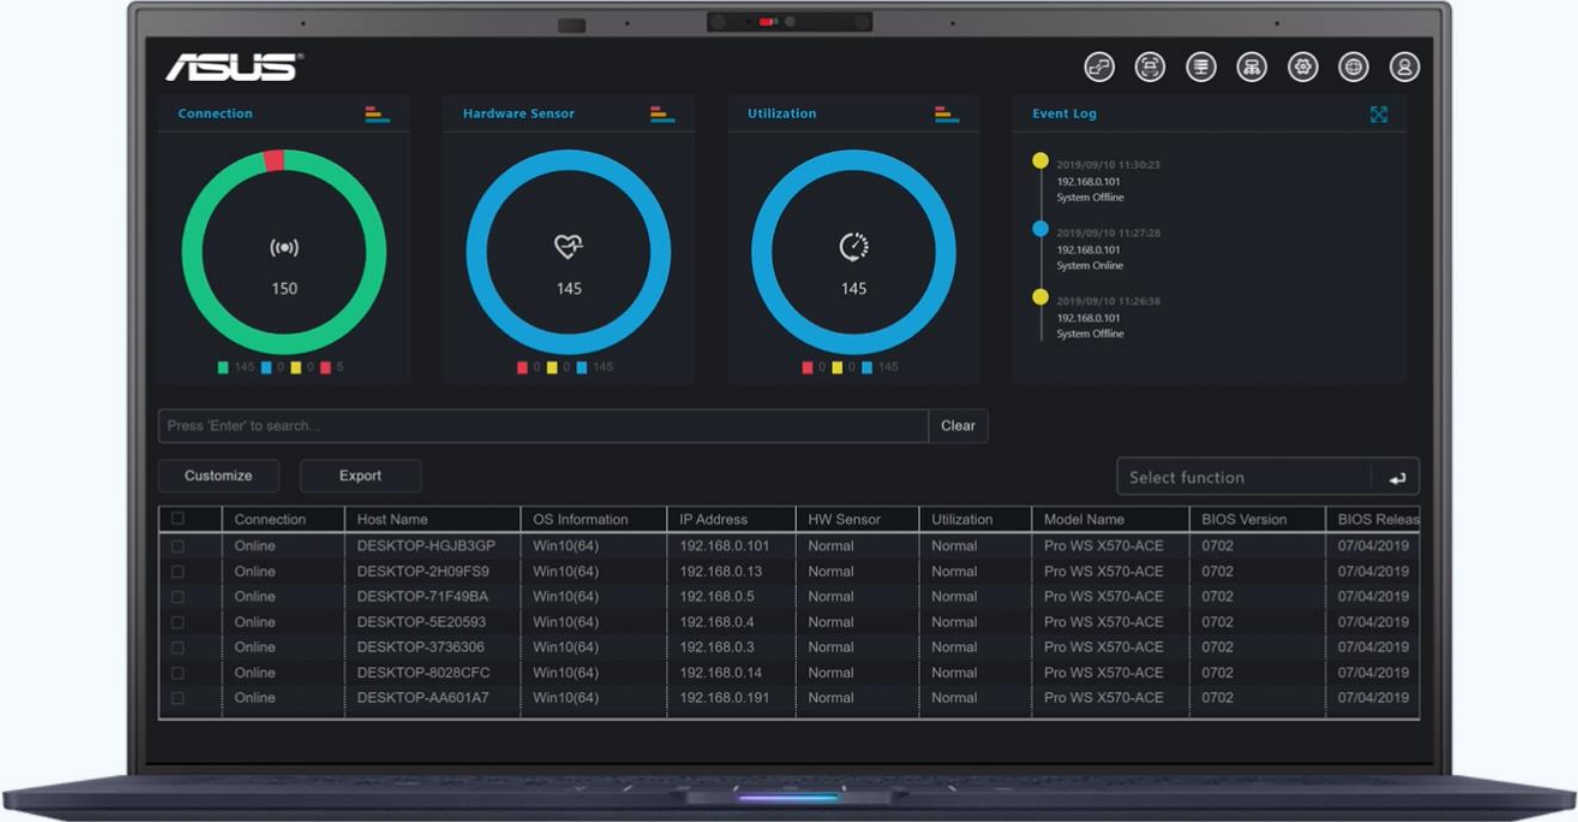 ASUS
Connection
Hardware Sensor
Utilization
Event Log
150
145 0 0 5
145
0 0 145
145
0 0 145
2019/09/10 11:30:23
192.168.0.101
System Offline
2019/09/10 11:27:28
192.168.0.101
System Online
2019/09/10 11:26:36
192.168.0.101
System Offline
Press 'Enter' to search...
Clear
Customize
Export
Select function
Connection Host Name OS Information IP Address HW Sensor Utilization Model Name BIOS Version BIOS Releas
Online DESKTOP-HGJB3GP Win10(64) 192.168.0.101 Normal Normal Pro WS X570-ACE 0702 07/04/2019
Online DESKTOP-2H09FS9 Win10(64) 192.168.0.13 Normal Normal Pro WS X570-ACE 0702 07/04/2019
Online DESKTOP-71F49BA Win10(64) 192.168.0.5 Normal Normal Pro WS X570-ACE 0702 07/04/2019
Online DESKTOP-5E20593 Win10(64) 192.168.0.4 Normal Normal Pro WS X570-ACE 0702 07/04/2019
Online DESKTOP-3736306 Win10(64) 192.168.0.3 Normal Normal Pro WS X570-ACE 0702 07/04/2019
Online DESKTOP-8028CFC Win10(64) 192.168.0.14 Normal Normal Pro WS X570-ACE 0702 07/04/2019
Online DESKTOP-AA601A7 Win10(64) 192.168.0.191 Normal Normal Pro WS X570-ACE 0702 07/04/2019